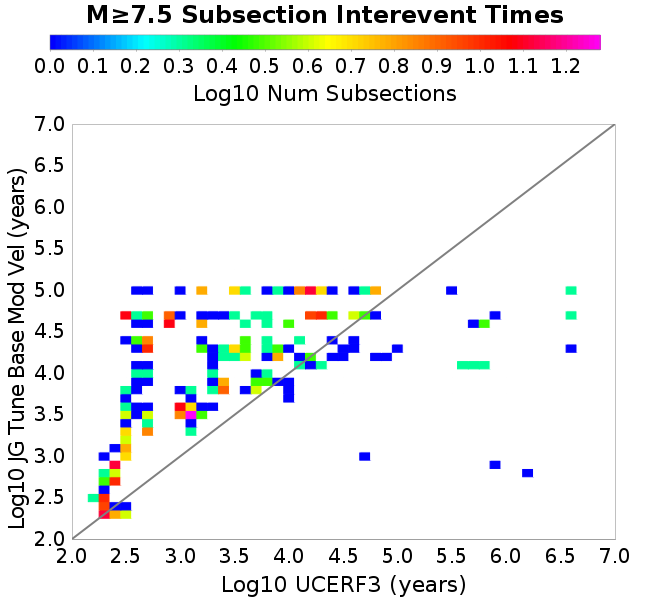 M≥7.5 Subsection Interevent Times
0.0 0.1 0.2 0.3 0.4 0.5 0.6 0.7 0.8 0.9 1.0 1.1 1.2
Log10 Num Subsections
Log10 JG Tune Base Mod Vel (years)
7.0
6.5
6.0
5.5
5.0
4.5
4.0
3.5
3.0
2.5
2.0
2.0 2.5 3.0 3.5 4.0 4.5 5.0 5.5 6.0 6.5 7.0
Log10 UCERF3 (years)